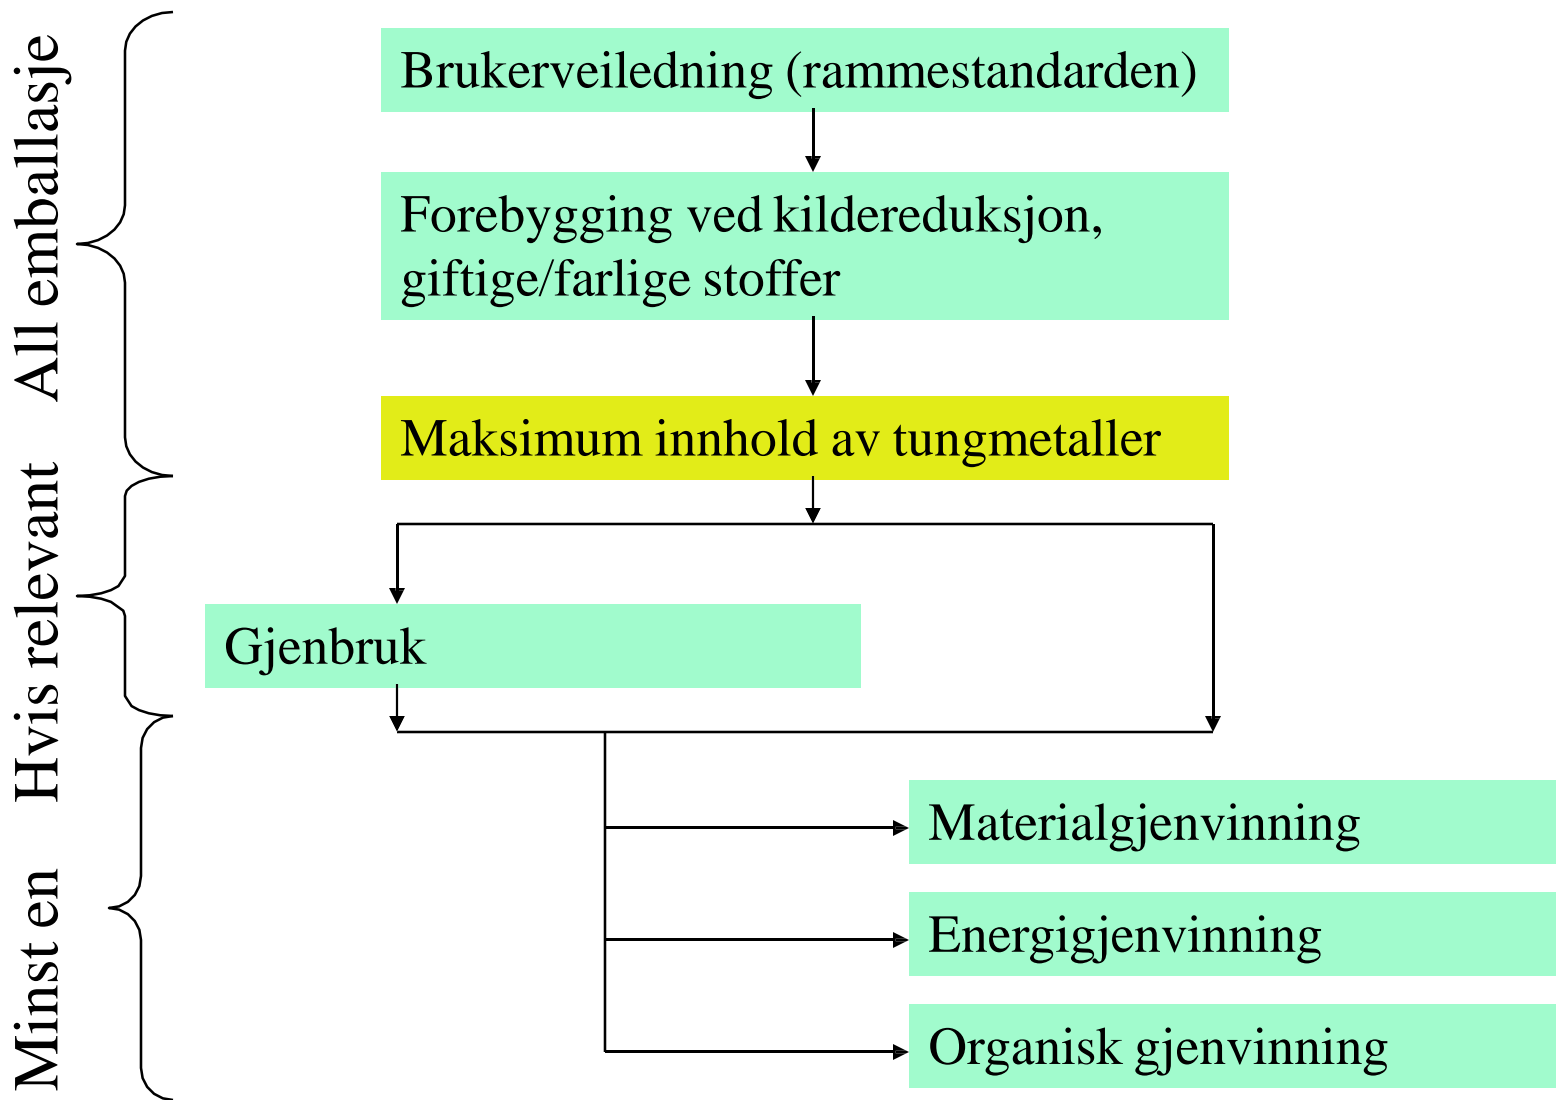 All emballasje
Brukerveiledning (rammestandarden)
Forebygging ved kildereduksjon,
giftige/farlige stoffer
Maksimum innhold av tungmetaller
Hvis relevant
Gjenbruk
Minst en
Materialgjenvinning
Energigjenvinning
Organisk gjenvinning